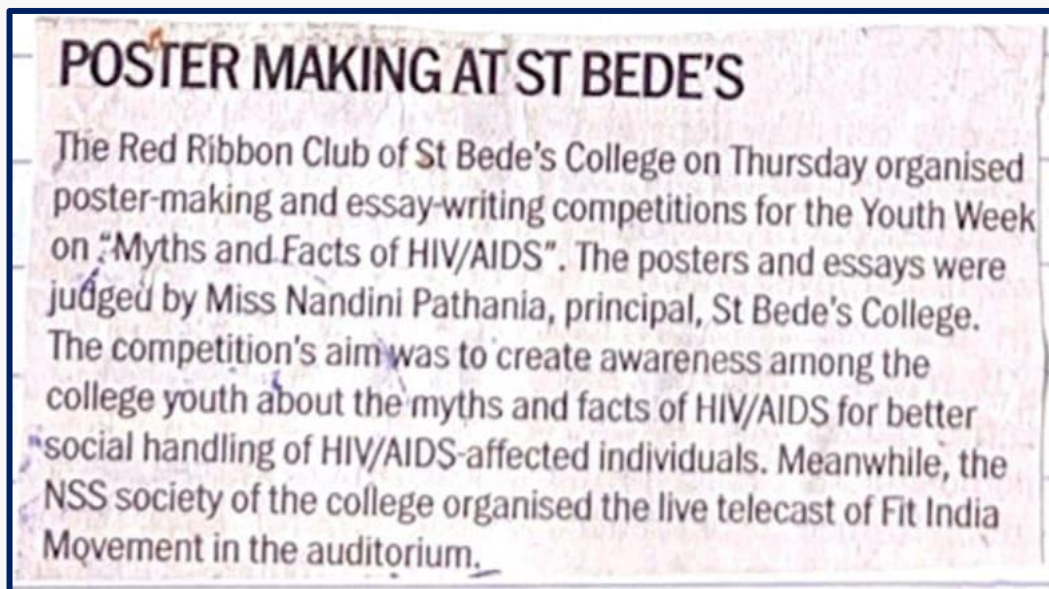 POSTER MAKING AT ST BEDE'S
The Red Ribbon Club of St Bede's College on Thursday organised
poster-making and essay-writing competitions for the Youth Week
on "Myths and Facts of HIV/AIDS". The posters and essays were
judged by Miss Nandini Pathania, principal, St Bede's College.
The competition's aim was to create awareness among the
college youth about the myths and facts of HIV/AIDS for better
social handling of HIV/AIDS-affected individuals. Meanwhile, the
NSS society of the college organised the live telecast of Fit India
Movement in the auditorium.